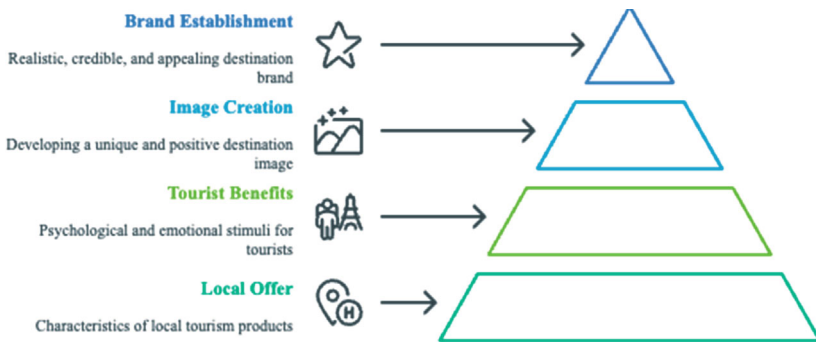 Brand Establishment
Realistic, credible, and appealing destination
brand
Image Creation
Developing a unique and positive destination
image
Tourist Benefits
Psychological and emotional stimuli for
tourists
Local Offer
Characteristics of local tourism products
H